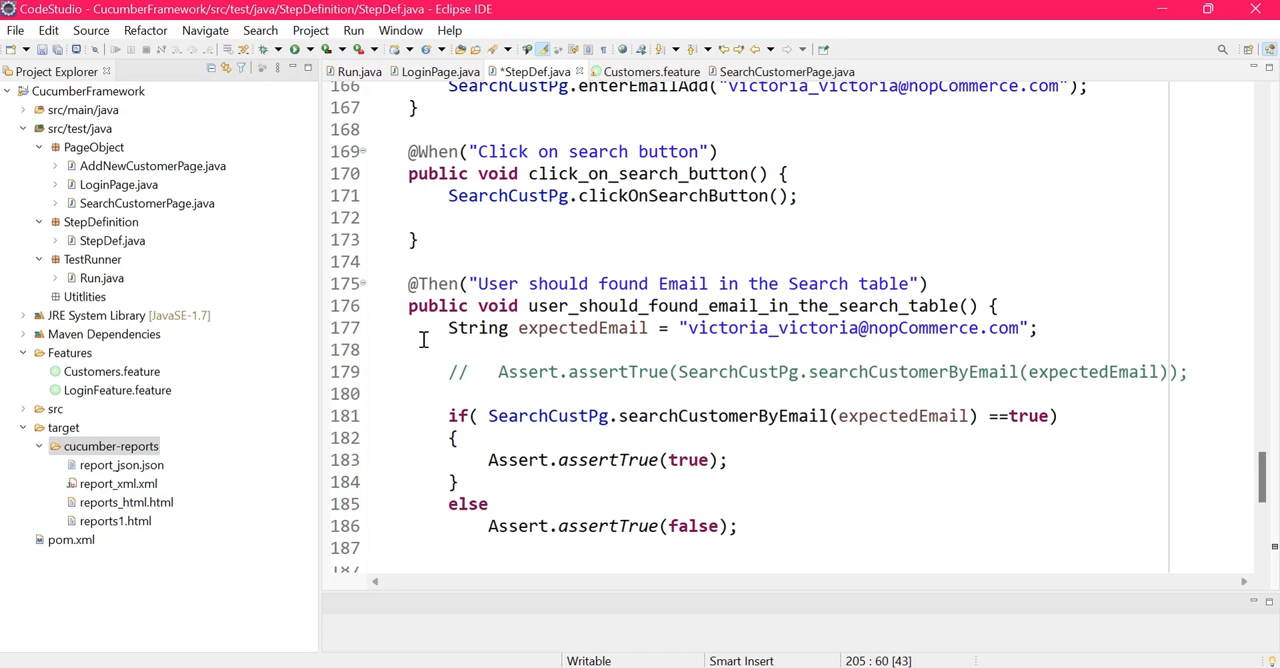 CodeStudio - CucumberFramework/src/test/java/StepDefinition/StepDef.java - Eclipse IDE
File Edit Source Refactor Navigate Search Project Run Window Help
Project Explorer
CucumberFramework
src/main/java
src/test/java
PageObject
AddNewCustomerPage.java
LoginPage.java
SearchCustomerPage.java
StepDefinition
StepDef.java
TestRunner
Run.java
Utitlities
JRE System Library [JavaSE-1.7]
Maven Dependencies
Features
Customers.feature
LoginFeature.feature
src
target
cucumber-reports
report_json.json
report_xml.xml
reports_html.html
reports1.html
pom.xml
Run.java LoginPage.java *StepDef.java Customers.feature SearchCustomerPage.java
166 SearchCustPg.enterEmailAdd("victoria_victoria@nopCommerce.com");
167 }
168
169 @When("Click on search button")
170 public void click_on_search_button() {
171 SearchCustPg.clickOnSearchButton();
172
173 }
174
175 @Then("User should found Email in the Search table")
176 public void user_should_found_email_in_the_search_table() {
177 String expectedEmail = "victoria_victoria@nopCommerce.com";
178
179 // Assert.assertTrue(SearchCustPg.searchCustomerByEmail(expectedEmail));
180
181 if( SearchCustPg.searchCustomerByEmail(expectedEmail) ==true)
182 {
183 Assert.assertTrue(true);
184 }
185 else
186 Assert.assertTrue(false);
187
Writable Smart Insert 205 : 60 [43]